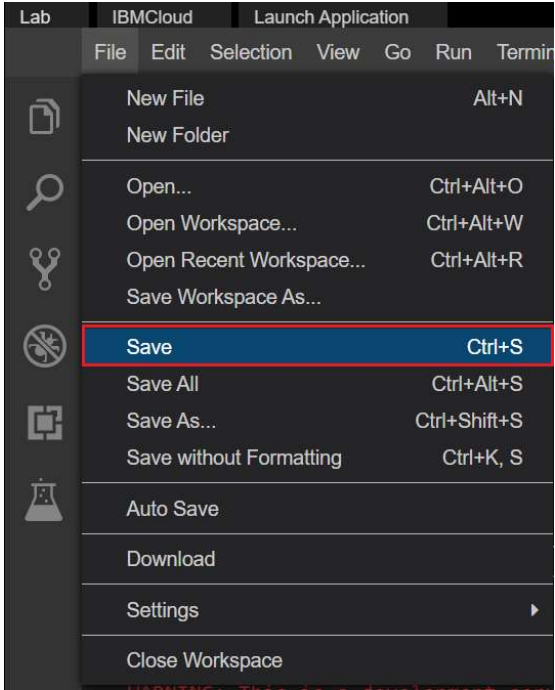 Lab IBMCloud Launch Application
File Edit Selection View Go Run Termin
New File Alt+N
New Folder
Open... Ctrl+Alt+O
Open Workspace... Ctrl+Alt+W
Open Recent Workspace... Ctrl+Alt+R
Save Workspace As...
Save Ctrl+S
Save All Ctrl+Alt+S
Save As... Ctrl+Shift+S
Save without Formatting Ctrl+K, S
Auto Save
Download
Settings
Close Workspace